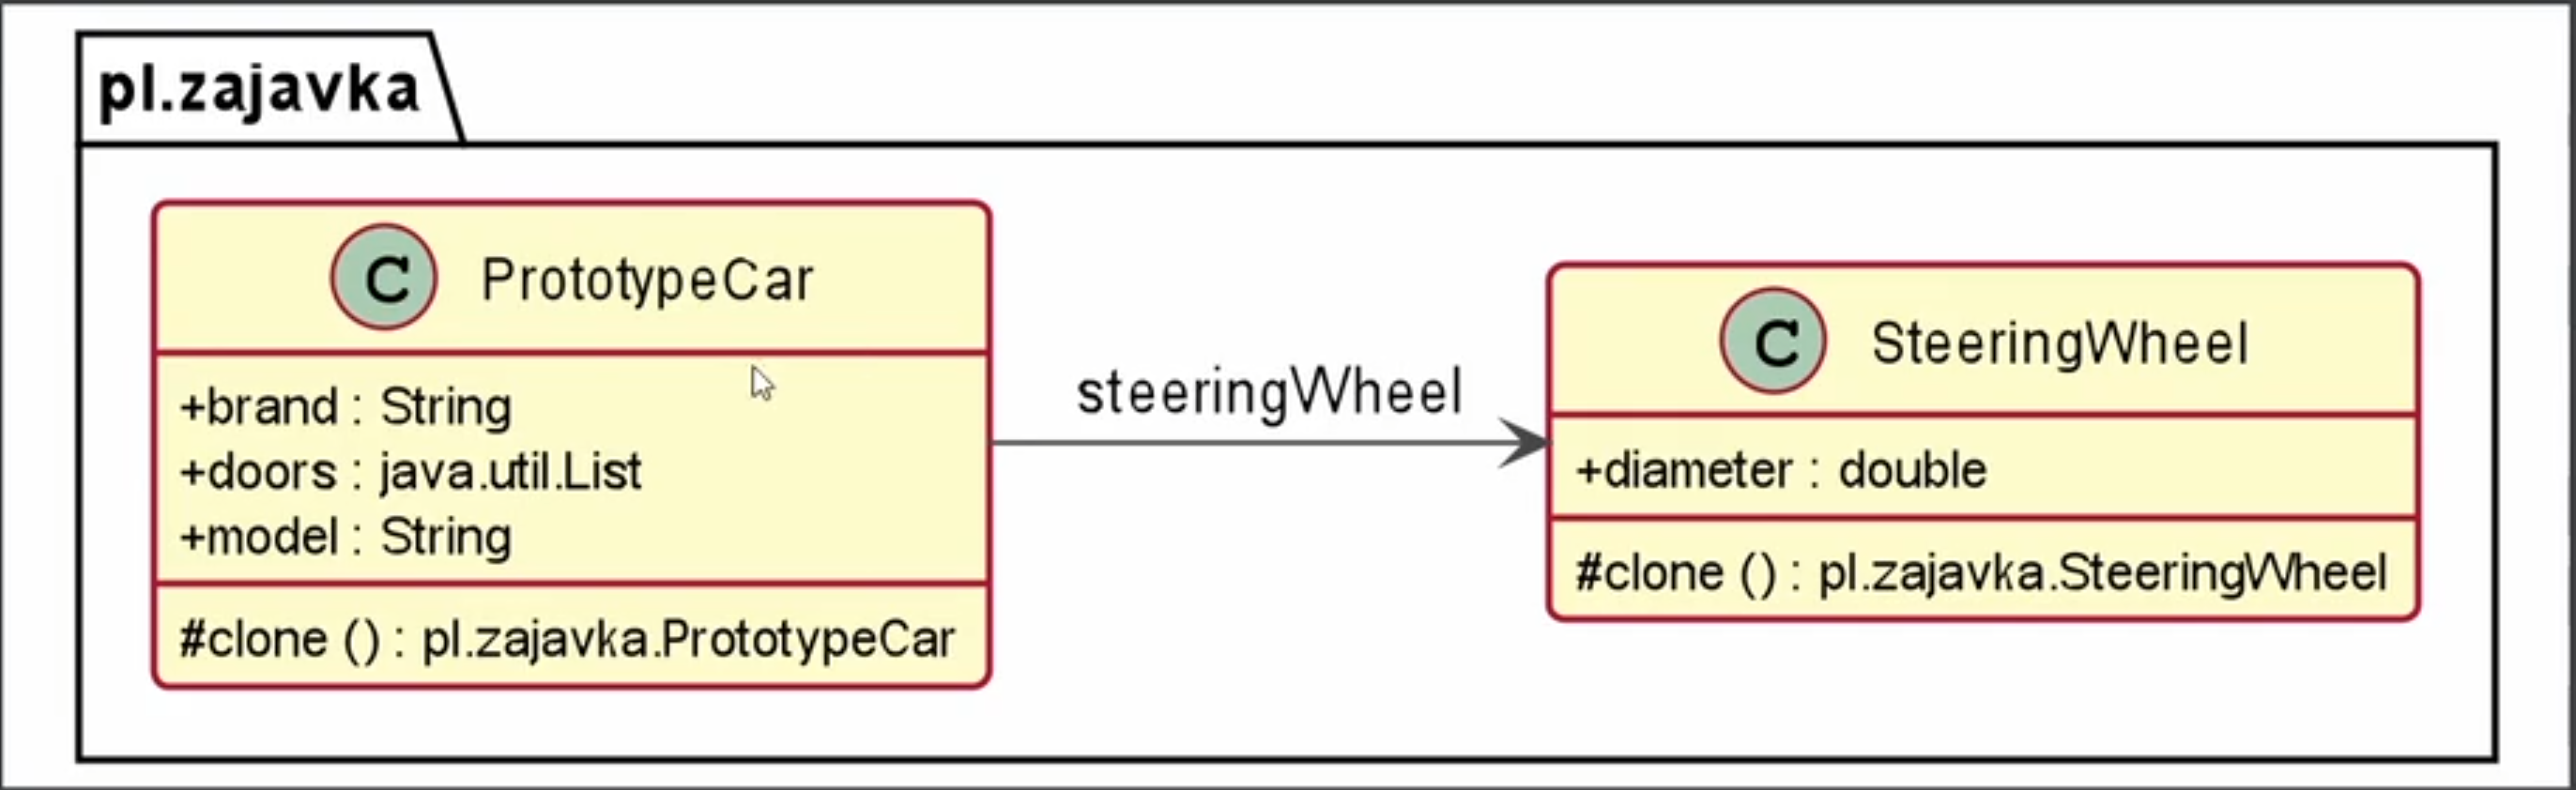 pl.zajavka
C PrototypeCar
+brand : String
+doors : java.util.List
+model : String
#clone () : pl.zajavka.PrototypeCar
steeringWheel
C SteeringWheel
+diameter : double
#clone () : pl.zajavka.SteeringWheel